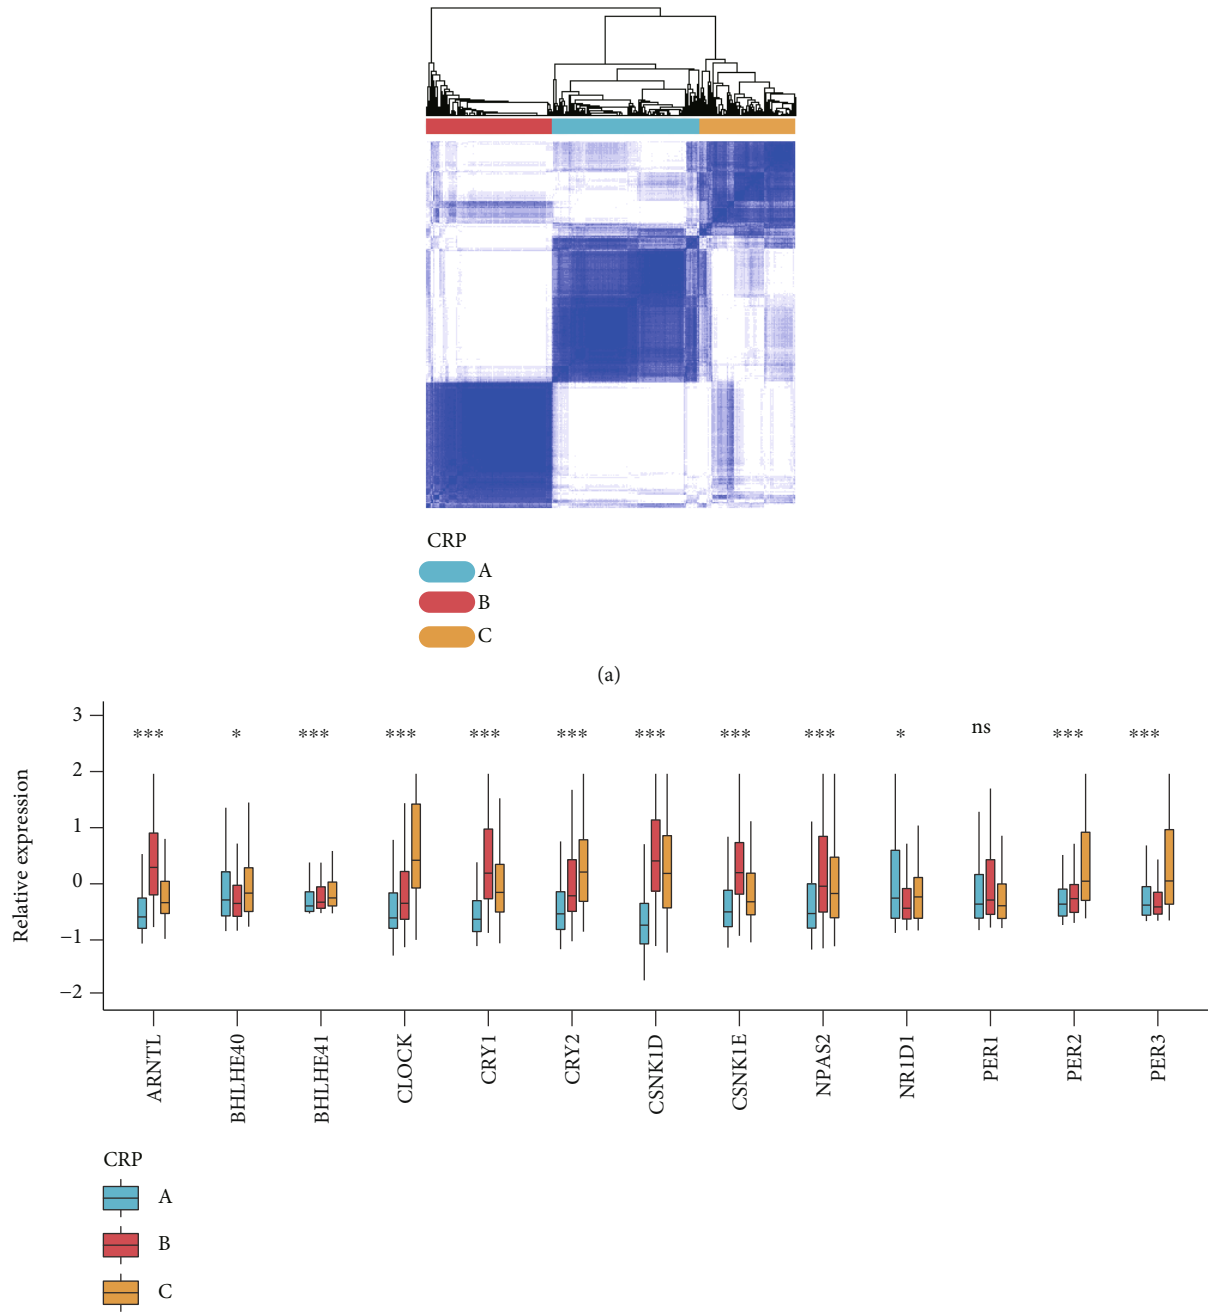 CRP
A
B
C
(a)
Relative expression
3
2
1
0
−1
−2
*** * *** *** *** *** *** *** *** * ns *** ***
ARNTL
BHLHE40
BHLHE41
CLOCK
CRY1
CRY2
CSNK1D
CSNK1E
NPAS2
NR1D1
PER1
PER2
PER3
CRP
A
B
C